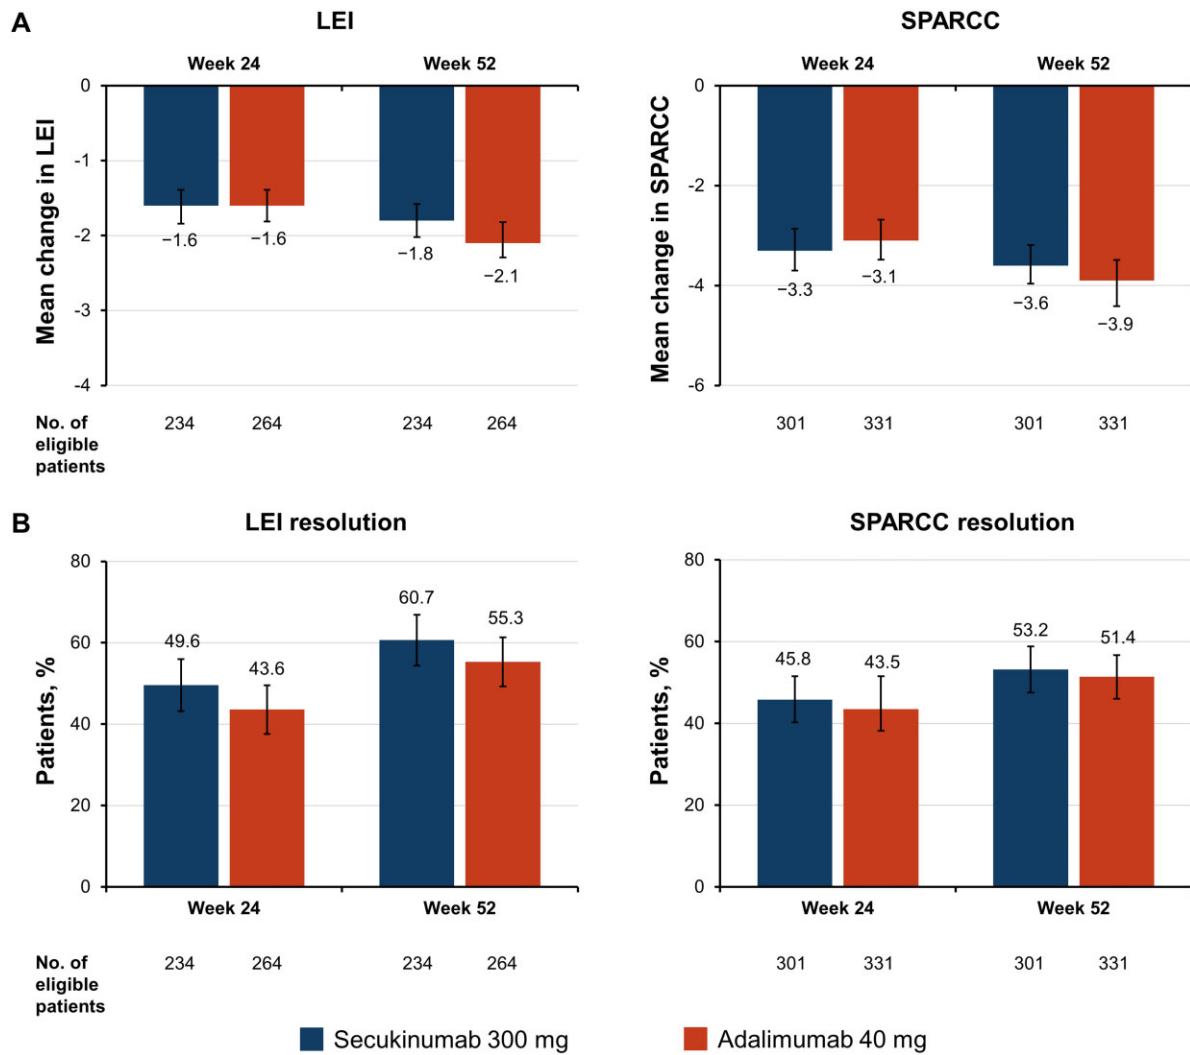 A
LEI
SPARCC
Week 24
Week 52
Week 24
Week 52
Mean change in LEI
0
-1
-2
-3
-4
−1.6
−1.6
−1.8
−2.1
Mean change in SPARCC
0
-2
-4
-6
−3.3
−3.1
−3.6
−3.9
No. of
eligible
patients
234
264
234
264
301
331
301
331
B
LEI resolution
SPARCC resolution
Patients, %
80
60
40
20
0
49.6
43.6
60.7
55.3
Week 24
Week 52
Patients, %
80
60
40
20
0
45.8
43.5
53.2
51.4
Week 24
Week 52
No. of
eligible
patients
234
264
234
264
301
331
301
331
Secukinumab 300 mg
Adalimumab 40 mg